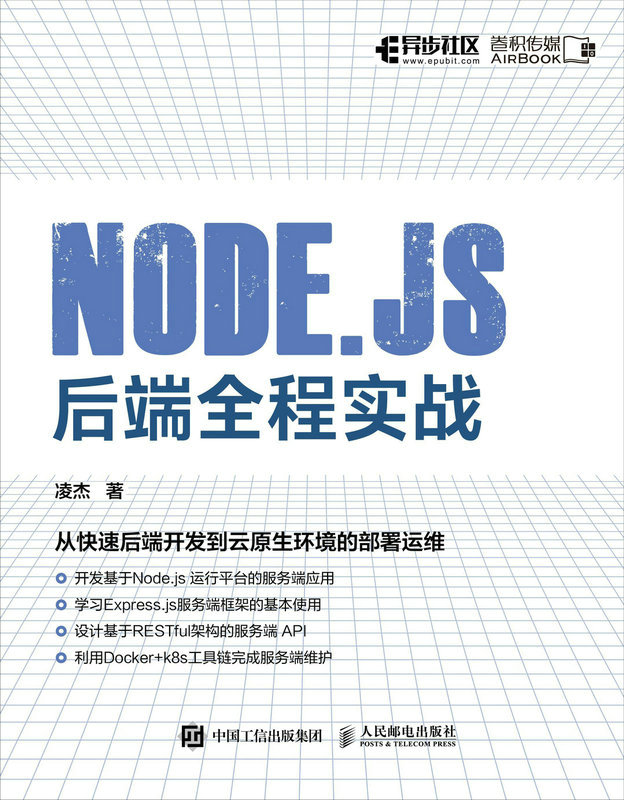 异步社区
www.epubit.com
卷积传媒
AIRBOOK
NODE.JS
后端全程实战
凌杰 著
从快速后端开发到云原生环境的部署运维
开发基于Node.js 运行平台的服务端应用
学习Express.js服务端框架的基本使用
设计基于RESTful架构的服务端 API
利用Docker+k8s工具链完成服务端维护
中国工信出版集团
人民邮电出版社
POSTS & TELECOM PRESS